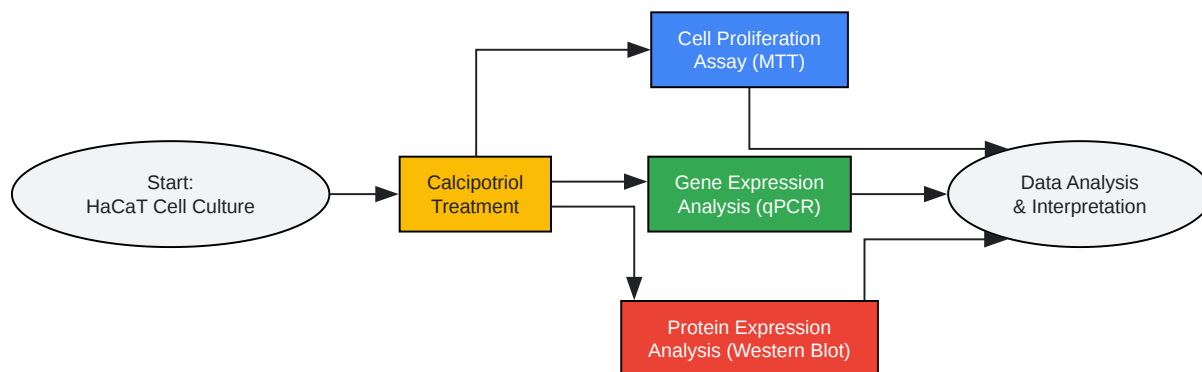 Start:
HaCaT Cell Culture
Calcipotriol
Treatment
Cell Proliferation
Assay (MTT)
Gene Expression
Analysis (qPCR)
Protein Expression
Analysis (Western Blot)
Data Analysis
& Interpretation